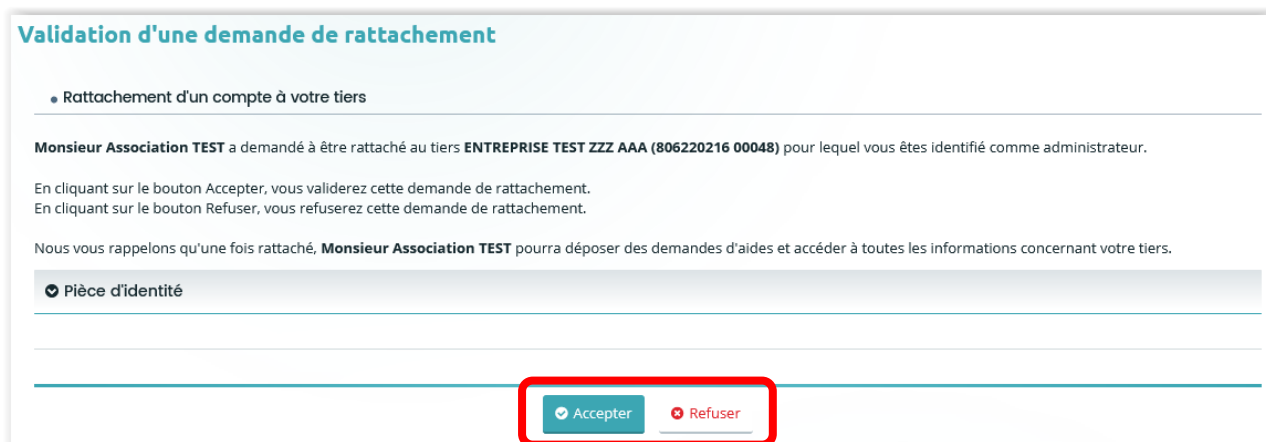 Validation d'une demande de rattachement
Rattachement d'un compte à votre tiers
Monsieur Association TEST a demandé à être rattaché au tiers ENTREPRISE TEST ZZZ AAA (806220216 00048) pour lequel vous êtes identifié comme administrateur.
En cliquant sur le bouton Accepter, vous validerez cette demande de rattachement.
En cliquant sur le bouton Refuser, vous refuserez cette demande de rattachement.
Nous vous rappelons qu'une fois rattaché, Monsieur Association TEST pourra déposer des demandes d'aides et accéder à toutes les informations concernant votre tiers.
Pièce d'identité
Accepter Refuser